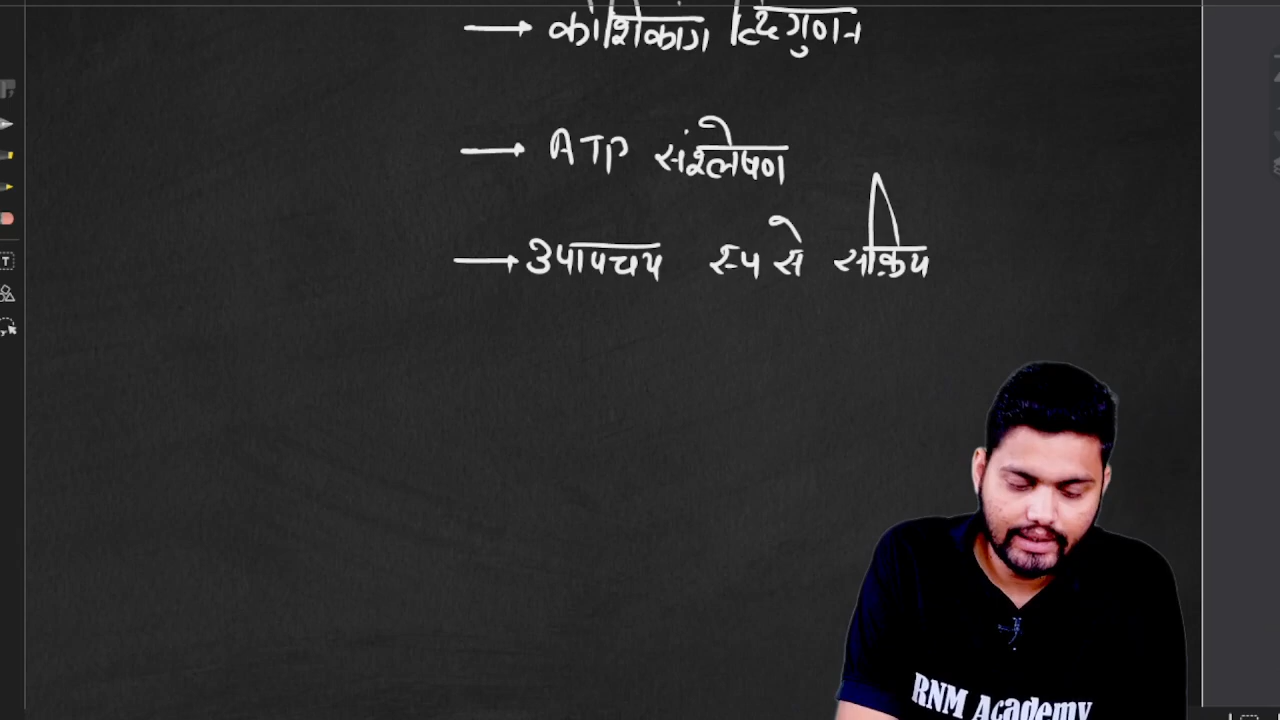 → कोशिकांग द्विगुणन
→ ATP संश्लेषण
→ उपापचय रूप से सक्रिय
RNM Academy